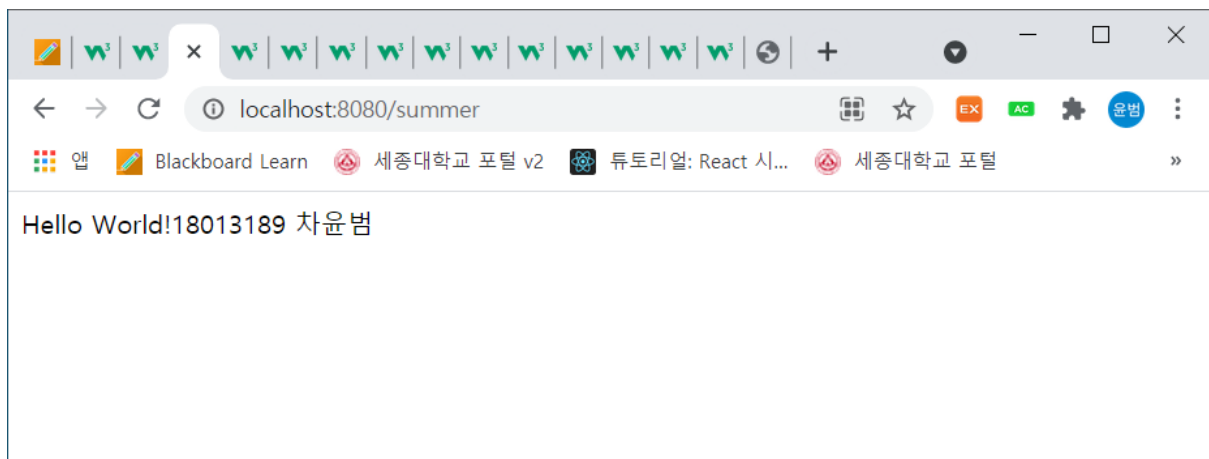 localhost:8080/summer
EX
AC
윤범
앱
Blackboard Learn
세종대학교 포털 v2
튜토리얼: React 시...
세종대학교 포털
»
Hello World!18013189 차윤범